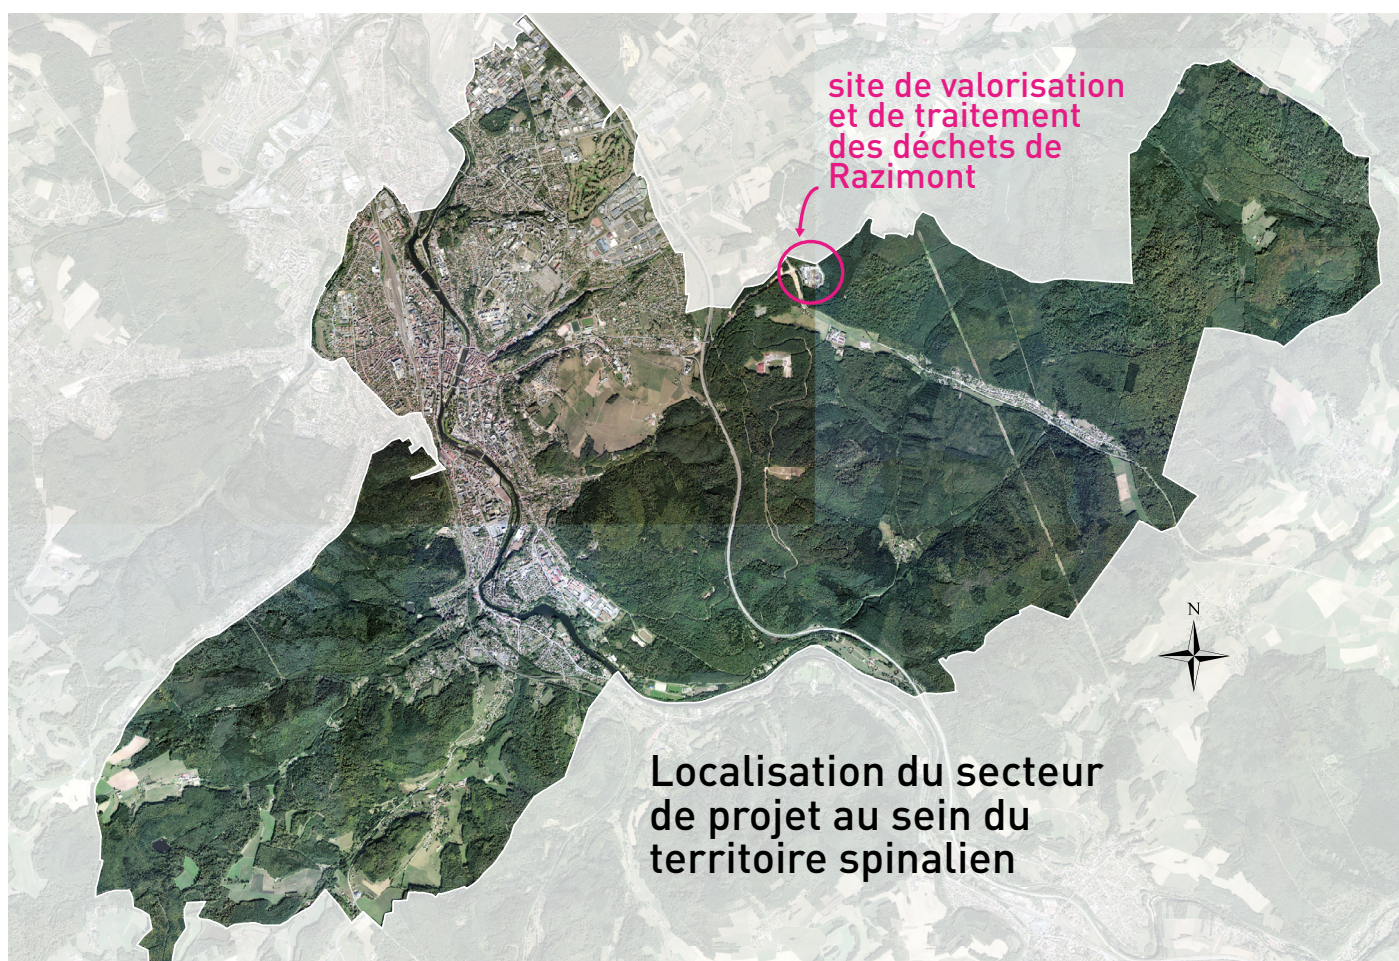 site de valorisation
et de traitement
des déchets de
Razimont
N
Localisation du secteur
de projet au sein du
territoire spinalien